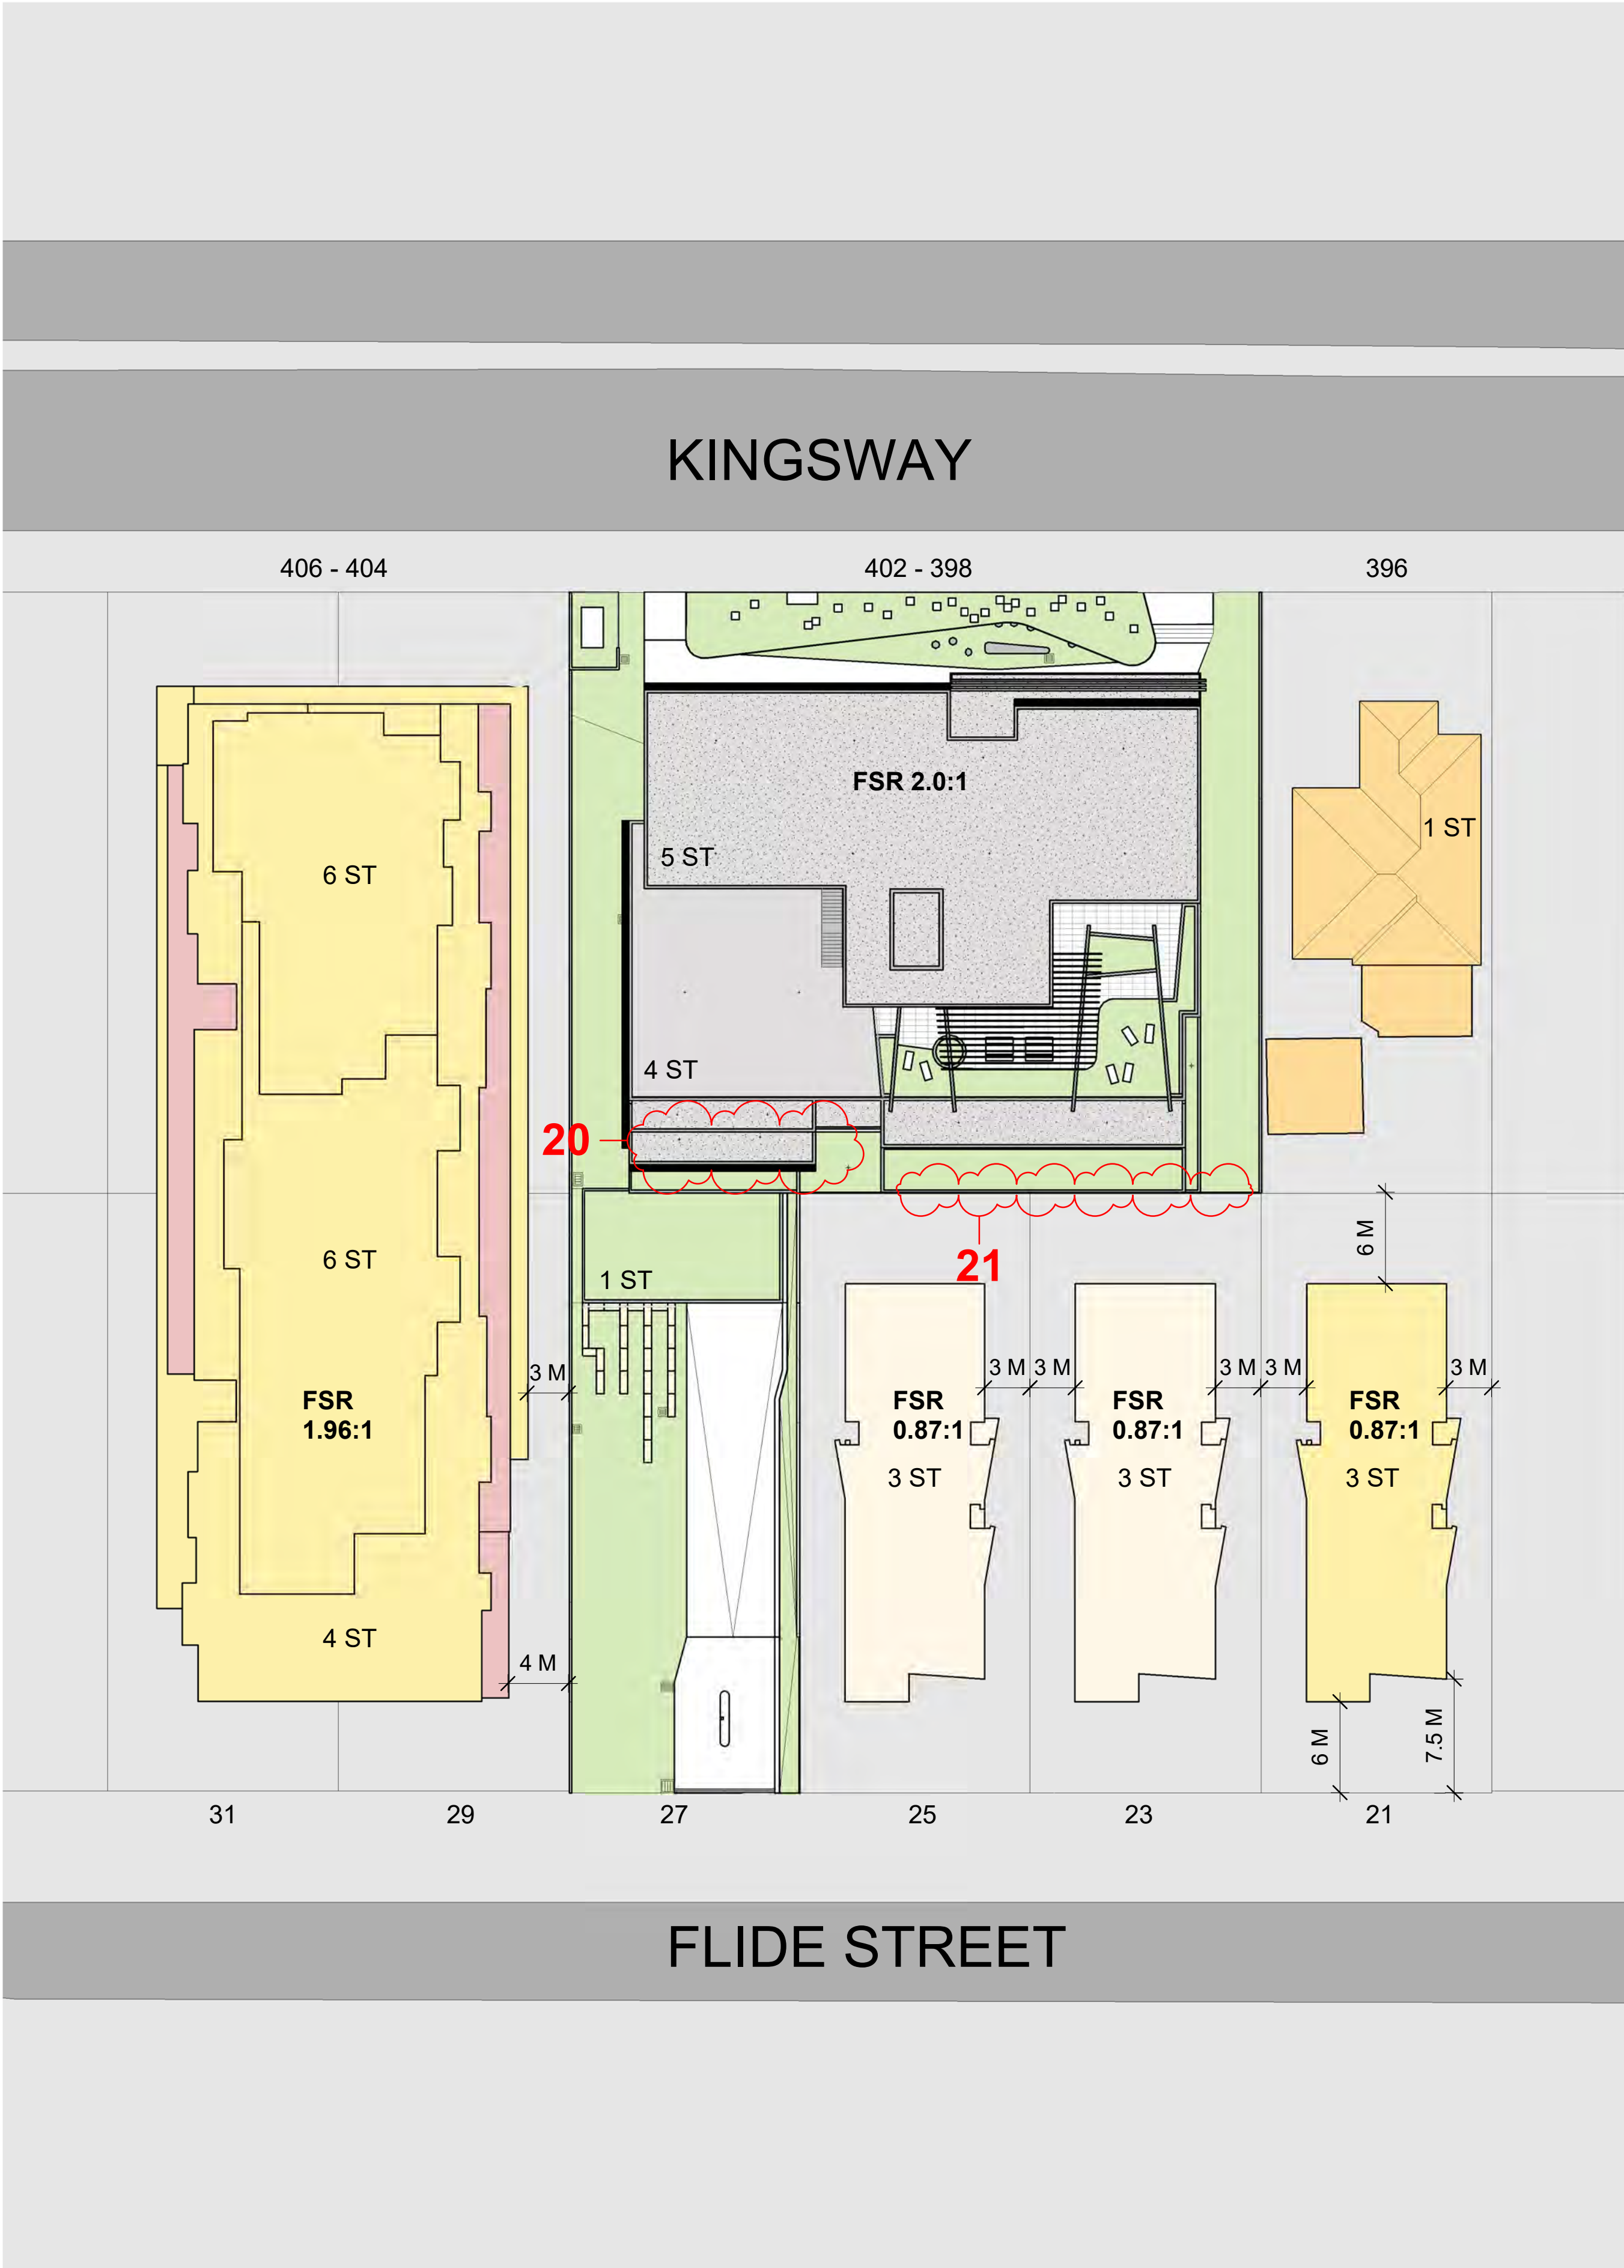 KINGSWAY
406 - 404
402 - 398
396
FSR 2.0:1
1 ST
5 ST
6 ST
4 ST
20
6 M
21
6 ST
1 ST
3 M
3 M
3 M
3 M
3 M
3 M
FSR
1.96:1
FSR
0.87:1
FSR
0.87:1
FSR
0.87:1
3 ST
3 ST
3 ST
4 ST
4 M
6 M
7.5 M
31
29
27
25
23
21
FLIDE STREET